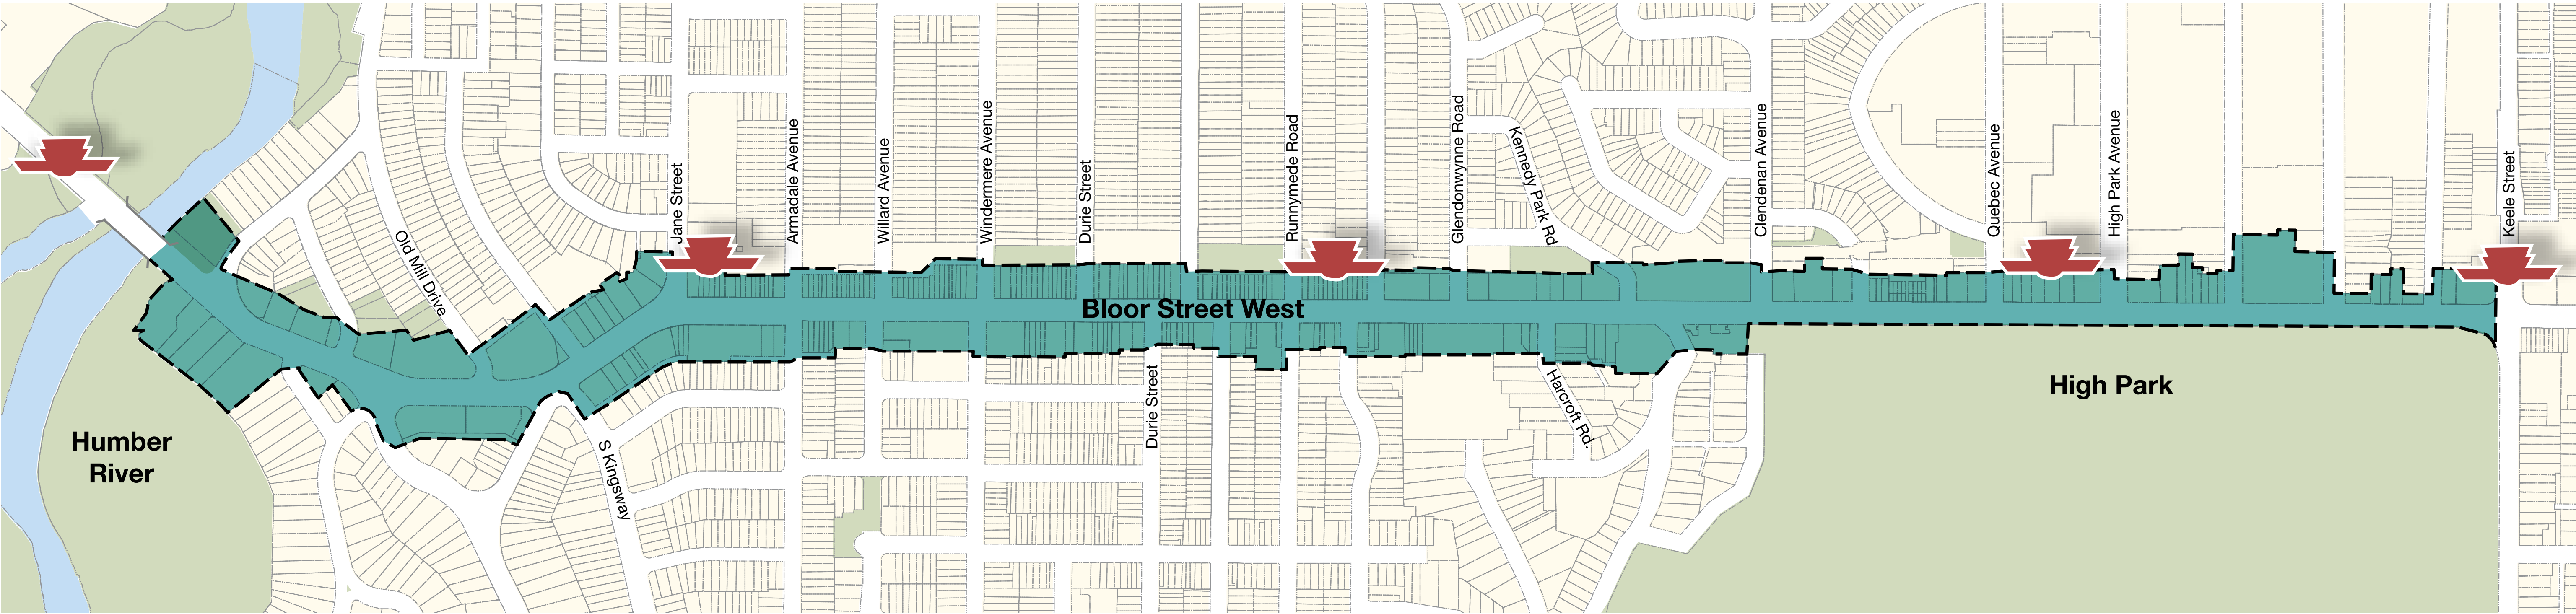 Old Mill Drive
Jane Street
Armadale Avenue
Willard Avenue
Windermere Avenue
Durie Street
Runnymede Road
Glendonwynne Road
Kennedy Park Rd
Clendenan Avenue
Quebec Avenue
High Park Avenue
Keele Street
Bloor Street West
Humber
River
S Kingsway
Durie Street
Harcroft Rd.
High Park